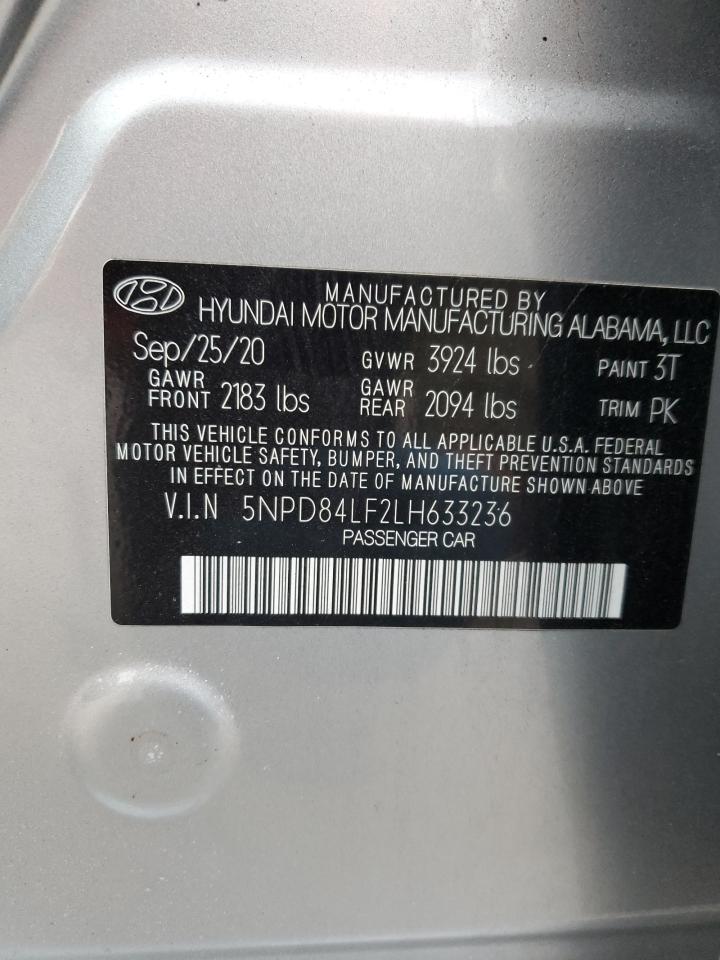 MANUFACTURED BY
HYUNDAI MOTOR MANUFACTURING ALABAMA, LLC
Sep/25/20 GVWR 3924 lbs PAINT 3T
GAWR FRONT 2183 lbs GAWR REAR 2094 lbs TRIM PK
THIS VEHICLE CONFORMS TO ALL APPLICABLE U.S.A. FEDERAL
MOTOR VEHICLE SAFETY, BUMPER, AND THEFT PREVENTION STANDARDS
IN EFFECT ON THE DATE OF MANUFACTURE SHOWN ABOVE
V.I.N 5NPD84LF2LH633236
PASSENGER CAR